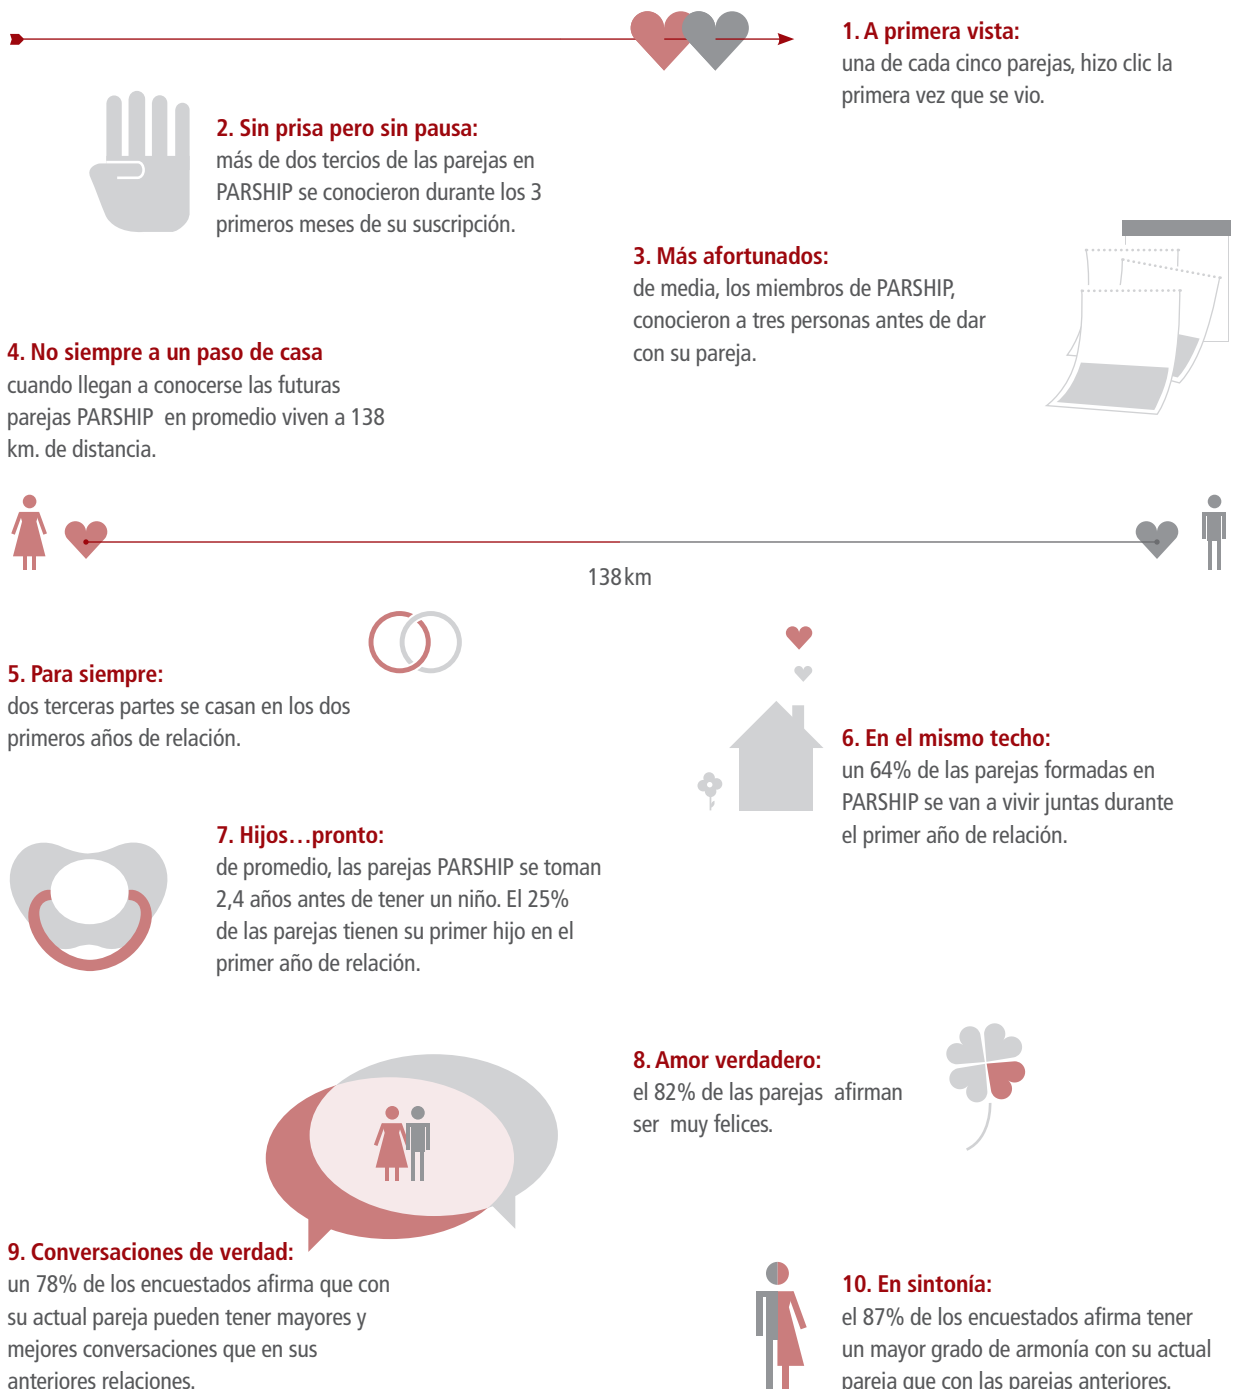 1. A primera vista:
una de cada cinco parejas, hizo clic la
primera vez que se vio.
2. Sin prisa pero sin pausa:
más de dos tercios de las parejas en
PARSHIP se conocieron durante los 3
primeros meses de su suscripción.
3. Más afortunados:
de media, los miembros de PARSHIP,
conocieron a tres personas antes de dar
con su pareja.
4. No siempre a un paso de casa
cuando llegan a conocerse las futuras
parejas PARSHIP en promedio viven a 138
km. de distancia.
138 km
5. Para siempre:
dos terceras partes se casan en los dos
primeros años de relación.
6. En el mismo techo:
un 64% de las parejas formadas en
PARSHIP se van a vivir juntas durante
el primer año de relación.
7. Hijos…pronto:
de promedio, las parejas PARSHIP se toman
2,4 años antes de tener un niño. El 25%
de las parejas tienen su primer hijo en el
primer año de relación.
8. Amor verdadero:
el 82% de las parejas afirman
ser muy felices.
9. Conversaciones de verdad:
un 78% de los encuestados afirma que con
su actual pareja pueden tener mayores y
mejores conversaciones que en sus
anteriores relaciones.
10. En sintonía:
el 87% de los encuestados afirma tener
un mayor grado de armonía con su actual
pareja que con las parejas anteriores.